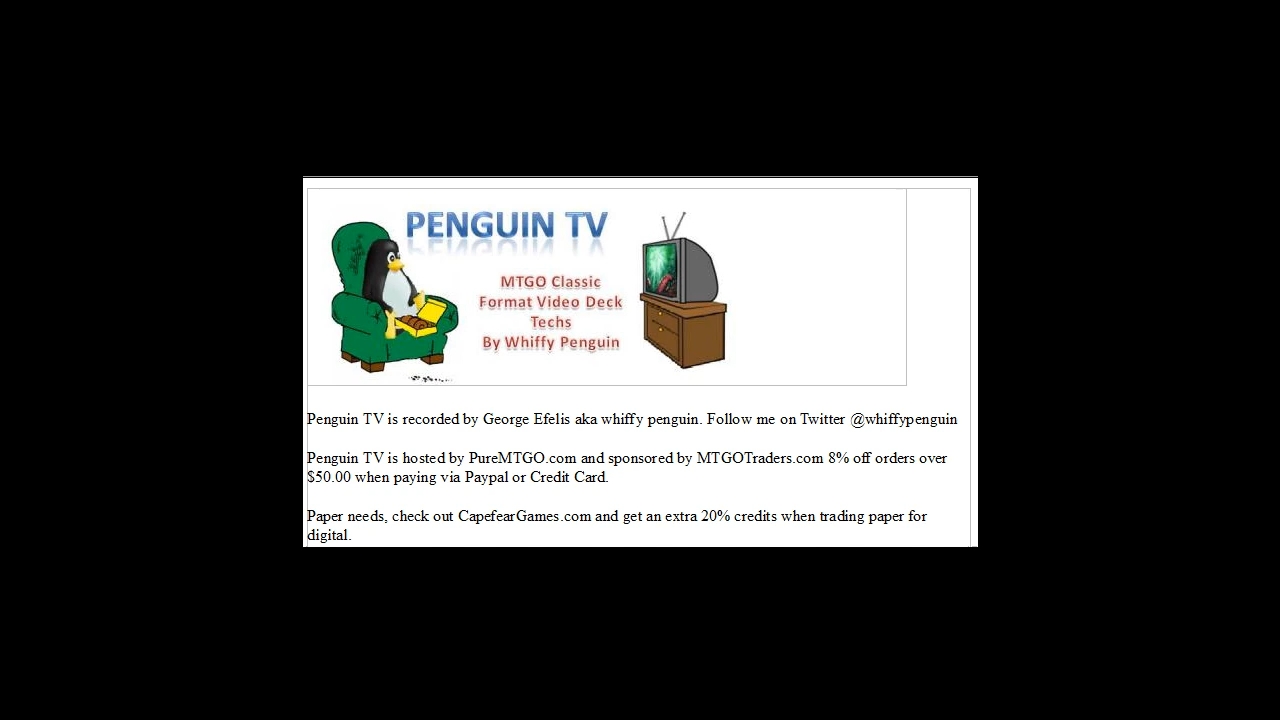 PENGUIN TV
MTGO Classic
Format Video Deck
Techs
By Whiffy Penguin
Penguin TV is recorded by George Efelis aka whiffy penguin. Follow me on Twitter @whiffypenguin
Penguin TV is hosted by PureMTGO.com and sponsored by MTGOTraders.com 8% off orders over
$50.00 when paying via Paypal or Credit Card.
Paper needs, check out CapefearGames.com and get an extra 20% credits when trading paper for
digital.